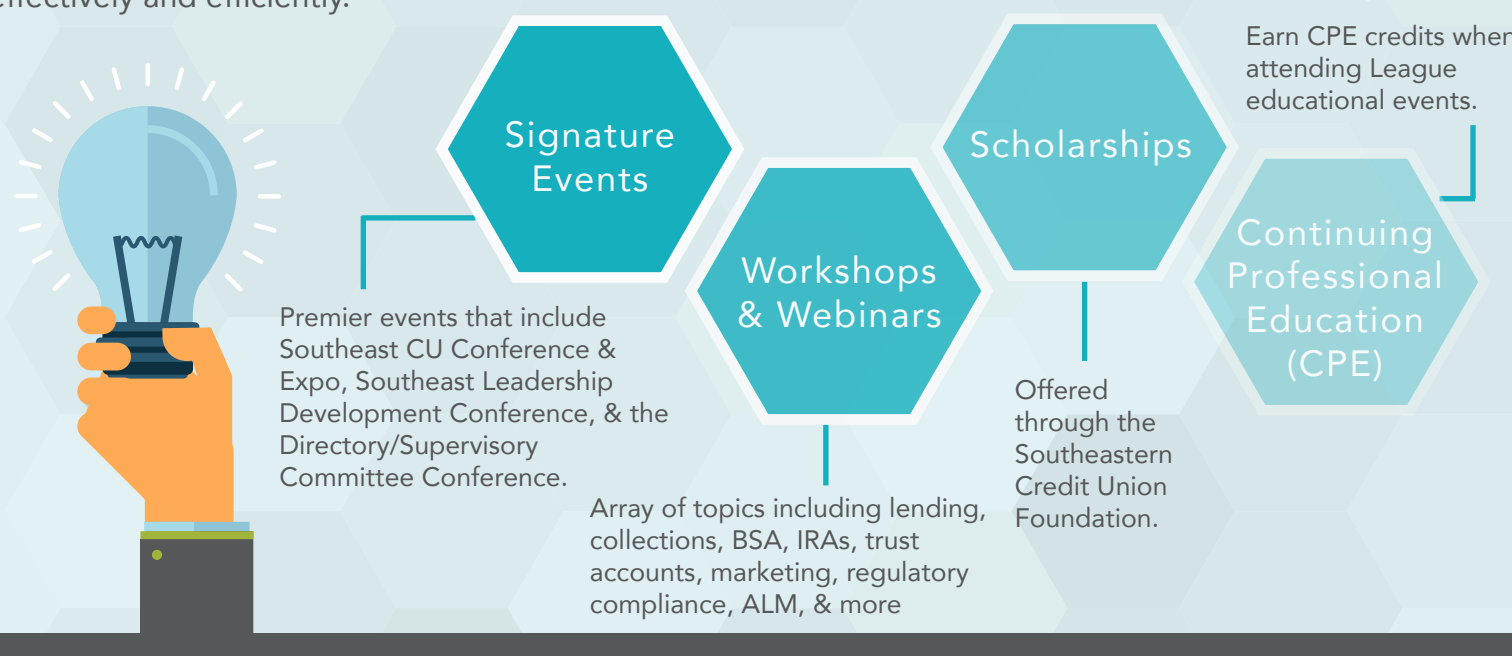 effectively and efficiently.
Signature
Events
Premier events that include
Southeast CU Conference &
Expo, Southeast Leadership
Development Conference, & the
Directory/Supervisory
Committee Conference.
Workshops
& Webinars
Array of topics including lending,
collections, BSA, IRAs, trust
accounts, marketing, regulatory
compliance, ALM, & more
Scholarships
Offered
through the
Southeastern
Credit Union
Foundation.
Earn CPE credits when
attending League
educational events.
Continuing
Professional
Education
(CPE)